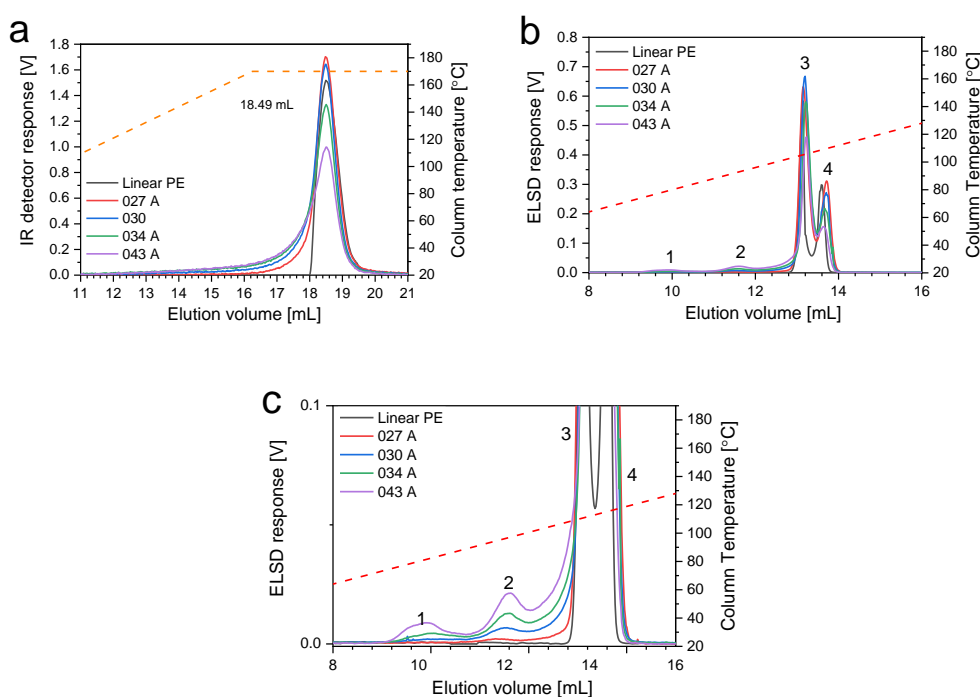 a
IR detector response [V]
1.8
1.6
1.4
1.2
1.0
0.8
0.6
0.4
0.2
0.0
18.49 mL
Linear PE
027 A
030
034 A
043 A
11 12 13 14 15 16 17 18 19 20 21
Elution volume [mL]
180
160
140
120
100
80
60
40
20
Column temperature [°C]
b
ELSD response [V]
0.8
0.7
0.6
0.5
0.4
0.3
0.2
0.1
0.0
Linear PE
027 A
030 A
034 A
043 A
1
2
3
4
8 10 12 14 16
Elution volume [mL]
180
160
140
120
100
80
60
40
20
Column Temperature [°C]
c
ELSD response [V]
0.1
0.0
Linear PE
027 A
030 A
034 A
043 A
1
2
3
4
8 10 12 14 16
Elution volume [mL]
180
160
140
120
100
80
60
40
20
Column Temperature [°C]